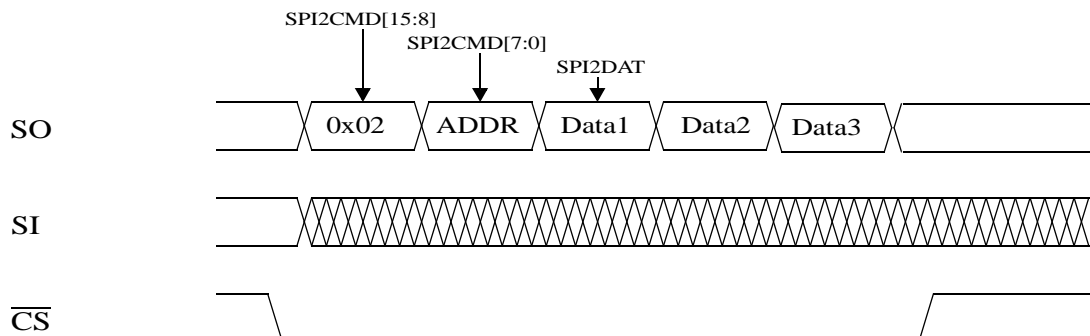 SPI2CMD[15:8]
SPI2CMD[7:0]
SPI2DAT
SO 0x02 ADDR Data1 Data2 Data3
SI
CS